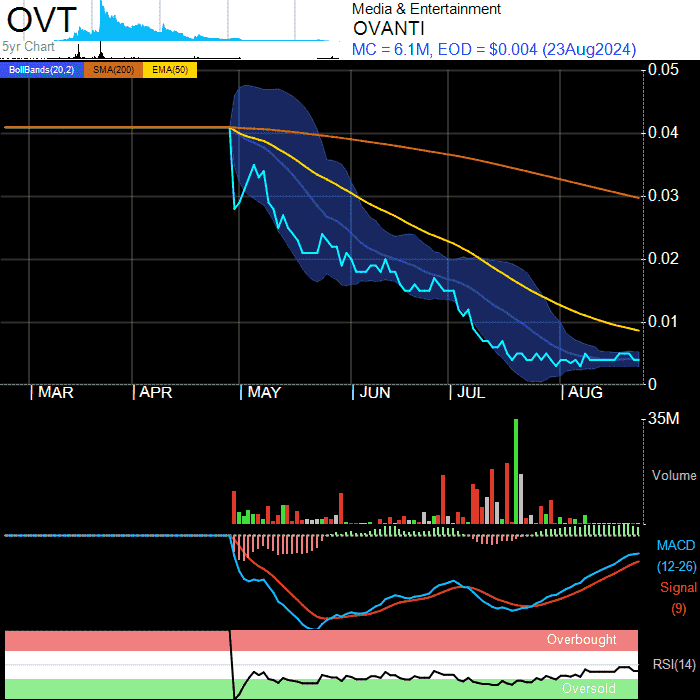 OVT
5yr Chart
Media & Entertainment
OVANTI
MC = 6.1M, EOD = $0.004 (23Aug2024)
BollBands(20,2) SMA(200) EMA(50)
0.05
0.04
0.03
0.02
0.01
0
MAR APR MAY JUN JUL AUG
35M
Volume
MACD
(12-26)
Signal
(9)
Overbought
RSI(14)
Oversold